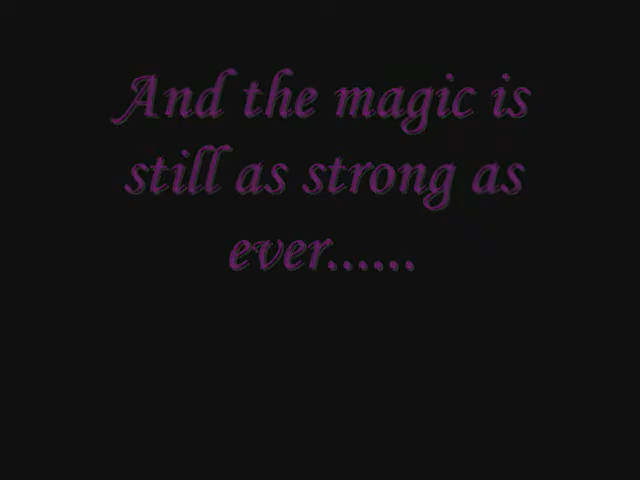 And the magic is
still as strong as
ever......